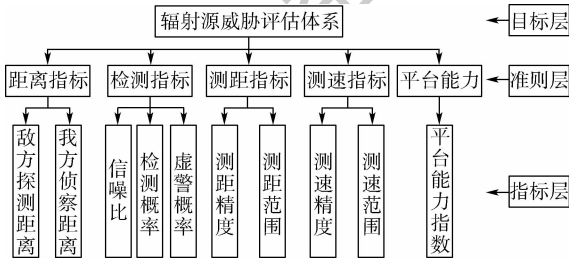 辐射源威胁评估体系
目标层
距离指标
检测指标
测距指标
测速指标
平台能力
准则层
敌方探测距离
我方侦察距离
信噪比
检测概率
虚警概率
测距精度
测距范围
测速精度
测速范围
平台能力指数
指标层